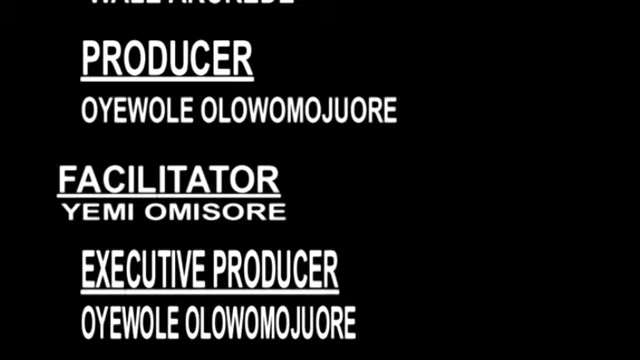 PRODUCER
OYEWOLE OLOWOMOJUORE
FACILITATOR
YEMI OMISORE
EXECUTIVE PRODUCER
OYEWOLE OLOWOMOJUORE